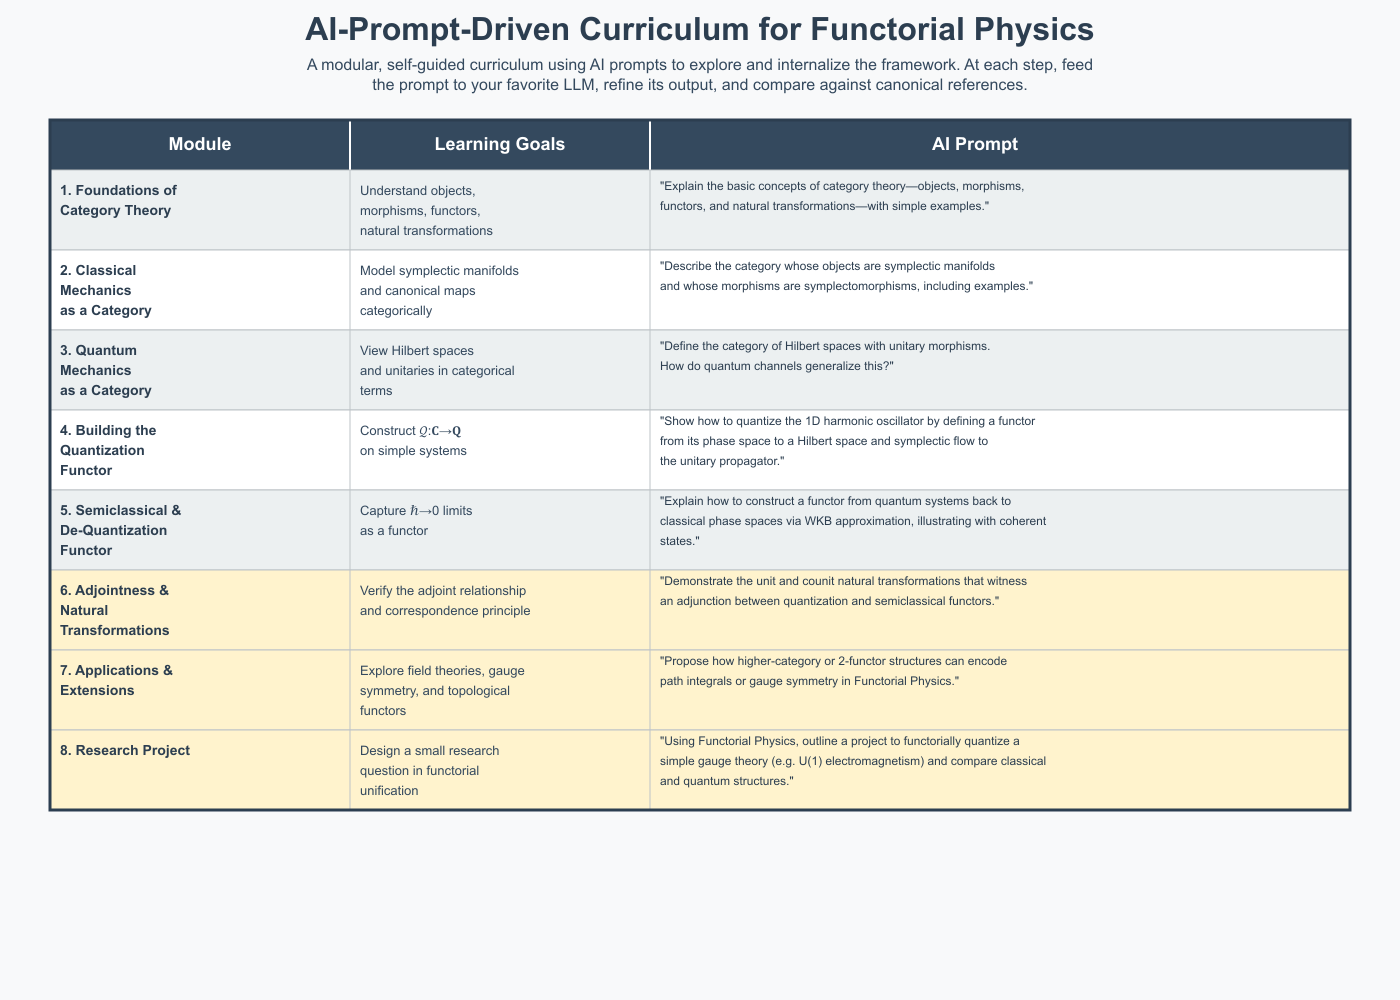 AI-Prompt-Driven Curriculum for Functorial Physics
A modular, self-guided curriculum using AI prompts to explore and internalize the framework. At each step, feed
the prompt to your favorite LLM, refine its output, and compare against canonical references.
Module
Learning Goals
AI Prompt
1. Foundations of
Category Theory
Understand objects,
morphisms, functors,
natural transformations
"Explain the basic concepts of category theory—objects, morphisms,
functors, and natural transformations—with simple examples."
2. Classical
Mechanics
as a Category
Model symplectic manifolds
and canonical maps
categorically
"Describe the category whose objects are symplectic manifolds
and whose morphisms are symplectomorphisms, including examples."
3. Quantum
Mechanics
as a Category
View Hilbert spaces
and unitaries in categorical
terms
"Define the category of Hilbert spaces with unitary morphisms.
How do quantum channels generalize this?"
4. Building the
Quantization
Functor
Construct 𝒬:𝐂→𝐐
on simple systems
"Show how to quantize the 1D harmonic oscillator by defining a functor
from its phase space to a Hilbert space and symplectic flow to
the unitary propagator."
5. Semiclassical &
De-Quantization
Functor
Capture ℏ→0 limits
as a functor
"Explain how to construct a functor from quantum systems back to
classical phase spaces via WKB approximation, illustrating with coherent
states."
6. Adjointness &
Natural
Transformations
Verify the adjoint relationship
and correspondence principle
"Demonstrate the unit and counit natural transformations that witness
an adjunction between quantization and semiclassical functors."
7. Applications &
Extensions
Explore field theories, gauge
symmetry, and topological
functors
"Propose how higher-category or 2-functor structures can encode
path integrals or gauge symmetry in Functorial Physics."
8. Research Project
Design a small research
question in functorial
unification
"Using Functorial Physics, outline a project to functorially quantize a
simple gauge theory (e.g. U(1) electromagnetism) and compare classical
and quantum structures."